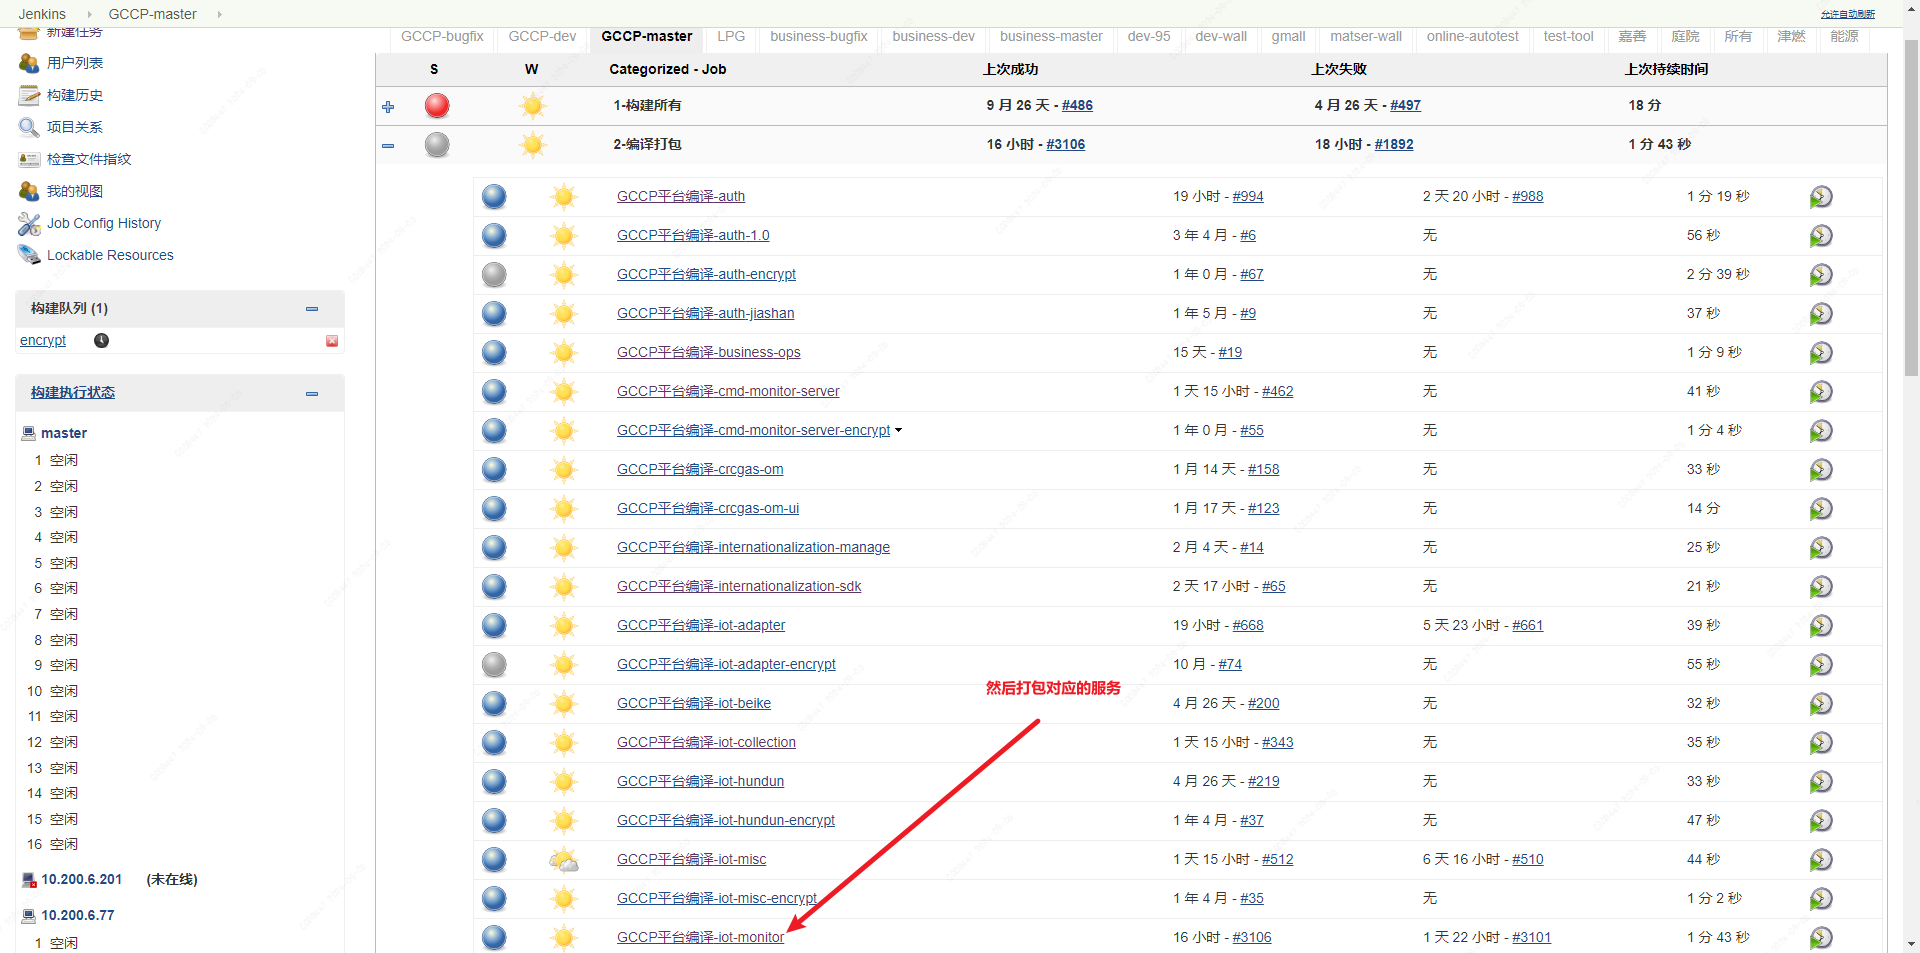 Jenkins GCCP-master 允许自动刷新
新建任务
用户列表
构建历史
项目关系
检查文件指纹
我的视图
Job Config History
Lockable Resources
构建队列 (1)
encrypt
构建执行状态
master
1 空闲
2 空闲
3 空闲
4 空闲
5 空闲
6 空闲
7 空闲
8 空闲
9 空闲
10 空闲
11 空闲
12 空闲
13 空闲
14 空闲
15 空闲
16 空闲
10.200.6.201 (未在线)
10.200.6.77
1 空闲
GCCP-bugfix GCCP-dev GCCP-master LPG business-bugfix business-dev business-master dev-95 dev-wall gmall matser-wall online-autotest test-tool 嘉善 庭院 所有 津燃 能源
S W Categorized - Job 上次成功 上次失败 上次持续时间
1-构建所有 9 月 26 天 - #486 4 月 26 天 - #497 18 分
2-编译打包 16 小时 - #3106 18 小时 - #1892 1 分 43 秒
GCCP平台编译-auth 19 小时 - #994 2 天 20 小时 - #988 1 分 19 秒
GCCP平台编译-auth-1.0 3 年 4 月 - #6 无 56 秒
GCCP平台编译-auth-encrypt 1 年 0 月 - #67 无 2 分 39 秒
GCCP平台编译-auth-jiashan 1 年 5 月 - #9 无 37 秒
GCCP平台编译-business-ops 15 天 - #19 无 1 分 9 秒
GCCP平台编译-cmd-monitor-server 1 天 15 小时 - #462 无 41 秒
GCCP平台编译-cmd-monitor-server-encrypt 1 年 0 月 - #55 无 1 分 4 秒
GCCP平台编译-crcgas-om 1 月 14 天 - #158 无 33 秒
GCCP平台编译-crcgas-om-ui 1 月 17 天 - #123 无 14 分
GCCP平台编译-internationalization-manage 2 月 4 天 - #14 无 25 秒
GCCP平台编译-internationalization-sdk 2 天 17 小时 - #65 无 21 秒
GCCP平台编译-iot-adapter 19 小时 - #668 5 天 23 小时 - #661 39 秒
GCCP平台编译-iot-adapter-encrypt 10 月 - #74 无 55 秒
然后打包对应的服务
GCCP平台编译-iot-beike 4 月 26 天 - #200 无 32 秒
GCCP平台编译-iot-collection 1 天 15 小时 - #343 无 35 秒
GCCP平台编译-iot-hundun 4 月 26 天 - #219 无 33 秒
GCCP平台编译-iot-hundun-encrypt 1 年 4 月 - #37 无 47 秒
GCCP平台编译-iot-misc 1 天 15 小时 - #512 6 天 16 小时 - #510 44 秒
GCCP平台编译-iot-misc-encrypt 1 年 4 月 - #35 无 1 分 2 秒
GCCP平台编译-iot-monitor 16 小时 - #3106 1 天 22 小时 - #3101 1 分 43 秒